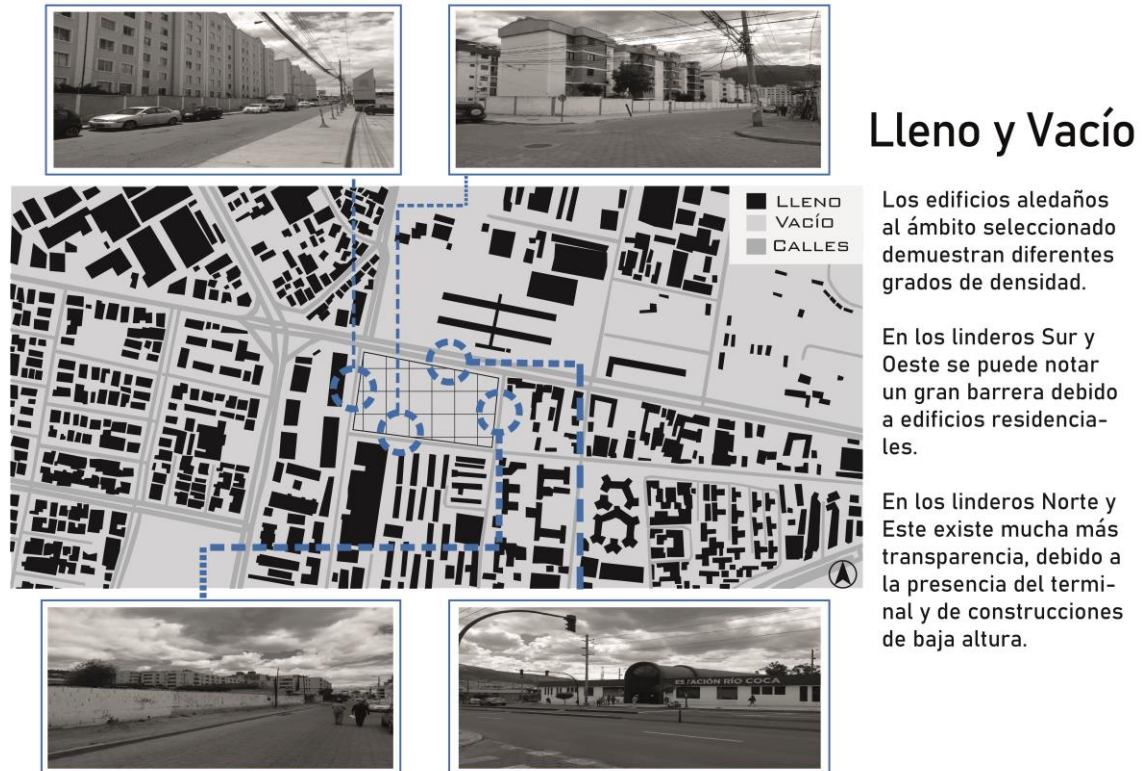 Lleno y Vacío
LLENO
VACÍO
CALLES
Los edificios aledaños
al ámbito seleccionado
demuestran diferentes
grados de densidad.
En los linderos Sur y
Oeste se puede notar
un gran barrera debido
a edificios residencia-
les.
En los linderos Norte y
Este existe mucha más
transparencia, debido a
la presencia del termi-
nal y de construcciones
de baja altura.
ESTACIÓN RÍO COCA